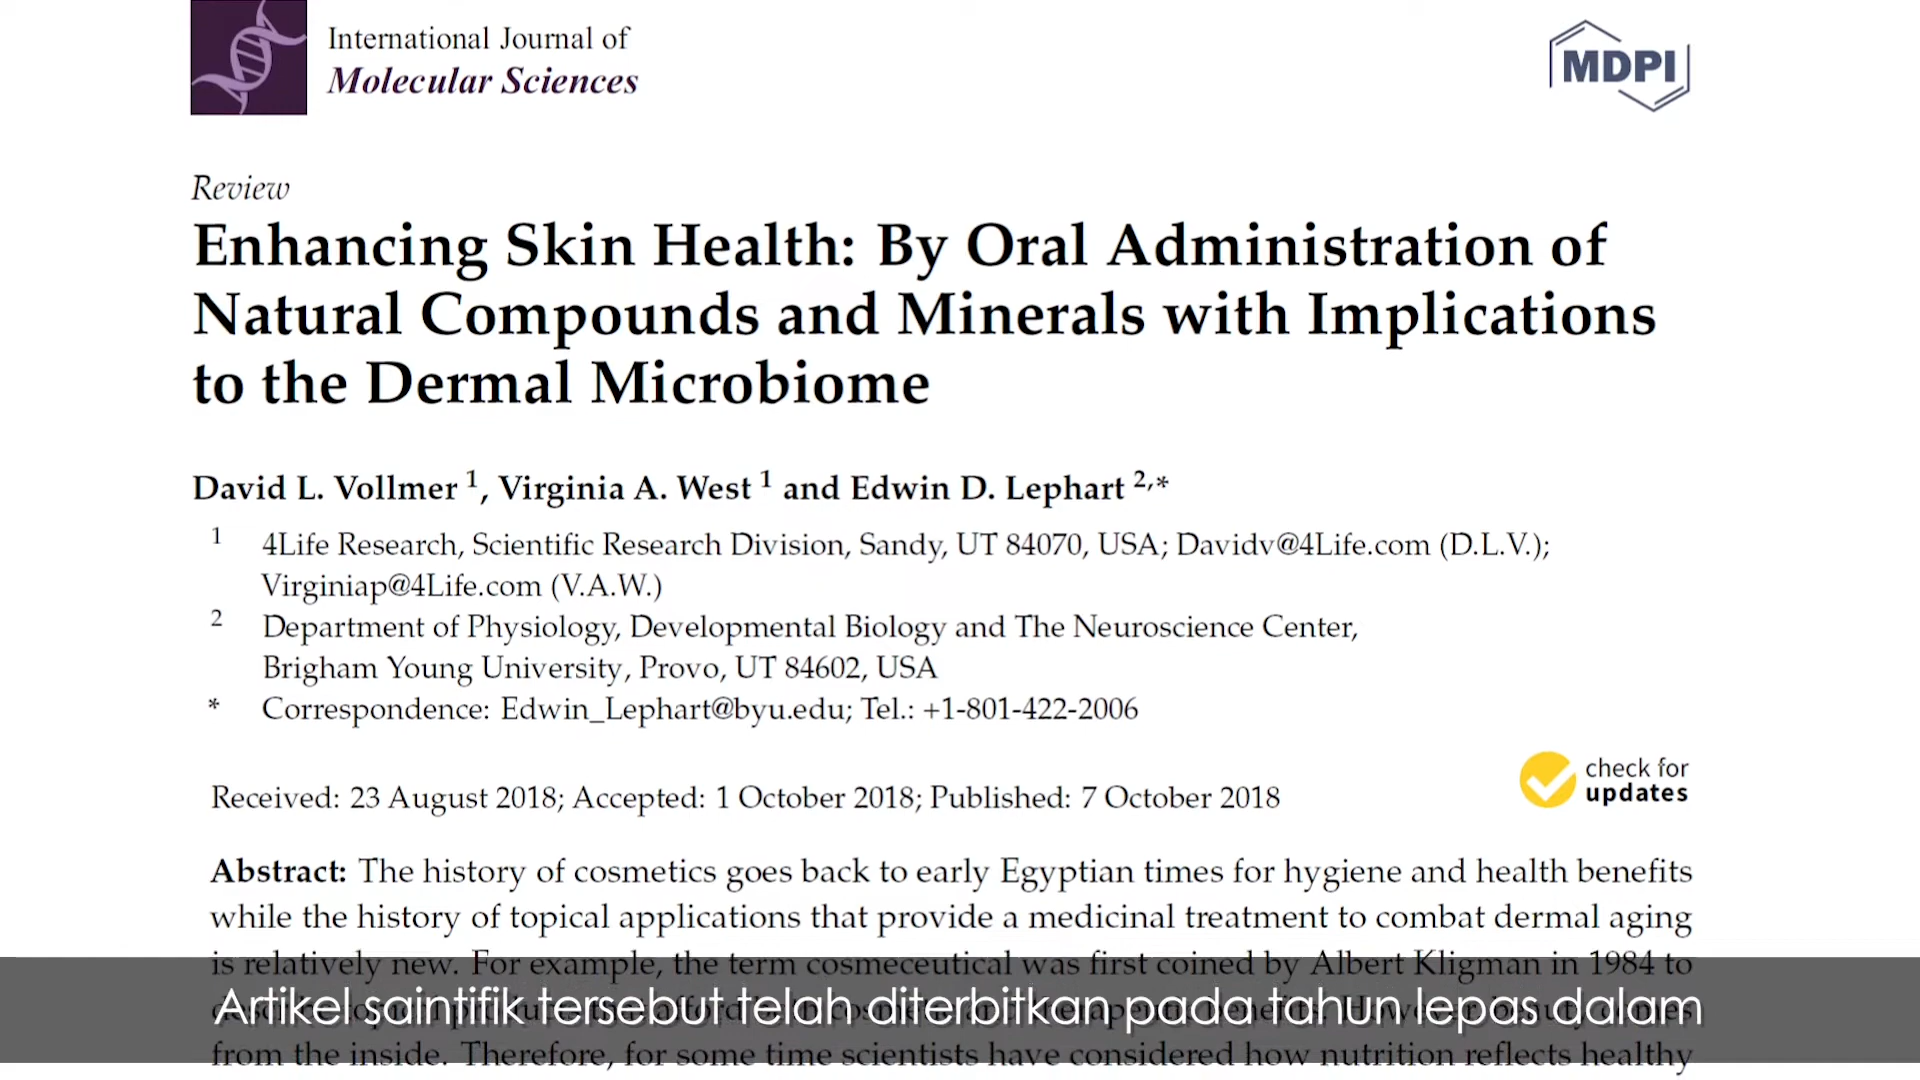 International Journal of
Molecular Sciences
MDPI
Review
Enhancing Skin Health: By Oral Administration of
Natural Compounds and Minerals with Implications
to the Dermal Microbiome
David L. Vollmer 1, Virginia A. West 1 and Edwin D. Lephart 2,*
1 4Life Research, Scientific Research Division, Sandy, UT 84070, USA; Davidv@4Life.com (D.L.V.);
Virginiap@4Life.com (V.A.W.)
2 Department of Physiology, Developmental Biology and The Neuroscience Center,
Brigham Young University, Provo, UT 84602, USA
* Correspondence: Edwin_Lephart@byu.edu; Tel.: +1-801-422-2006
check for
updates
Received: 23 August 2018; Accepted: 1 October 2018; Published: 7 October 2018
Abstract: The history of cosmetics goes back to early Egyptian times for hygiene and health benefits
while the history of topical applications that provide a medicinal treatment to combat dermal aging
is relatively new. For example, the term cosmeceutical was first coined by Albert Kligman in 1984 to
Artikel saintifik tersebut telah diterbitkan pada tahun lepas dalam
from the inside. Therefore, for some time scientists have considered how nutrition reflects healthy